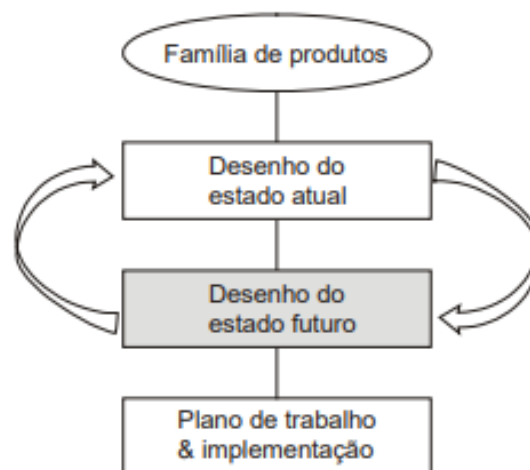 Família de produtos
Desenho do
estado atual
Desenho do
estado futuro
Plano de trabalho
& implementação